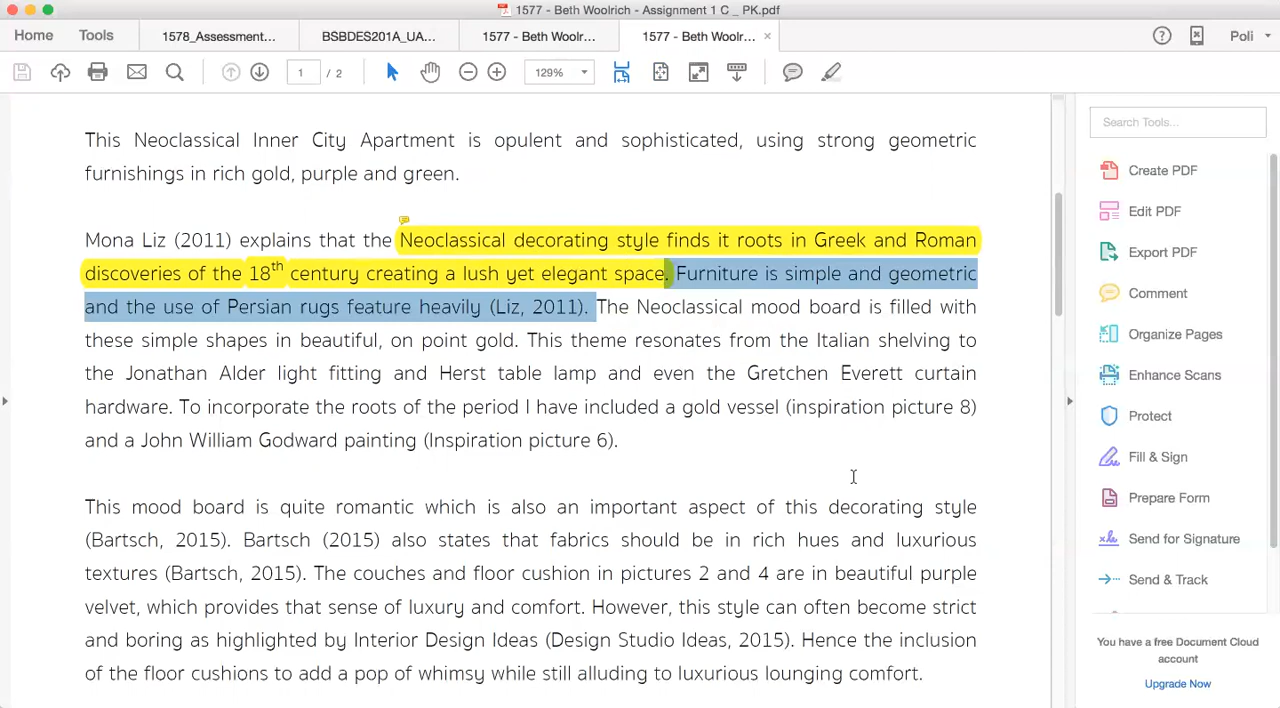 1577 - Beth Woolrich - Assignment 1 C _ PK.pdf
Home Tools 1578_Assessment... BSBDES201A_UA... 1577 - Beth Woolr... 1577 - Beth Woolr... × Poli
1 / 2 129%
This Neoclassical Inner City Apartment is opulent and sophisticated, using strong geometric
furnishings in rich gold, purple and green.
Mona Liz (2011) explains that the Neoclassical decorating style finds it roots in Greek and Roman
discoveries of the 18th century creating a lush yet elegant space. Furniture is simple and geometric
and the use of Persian rugs feature heavily (Liz, 2011). The Neoclassical mood board is filled with
these simple shapes in beautiful, on point gold. This theme resonates from the Italian shelving to
the Jonathan Alder light fitting and Herst table lamp and even the Gretchen Everett curtain
hardware. To incorporate the roots of the period I have included a gold vessel (inspiration picture 8)
and a John William Godward painting (Inspiration picture 6).
This mood board is quite romantic which is also an important aspect of this decorating style
(Bartsch, 2015). Bartsch (2015) also states that fabrics should be in rich hues and luxurious
textures (Bartsch, 2015). The couches and floor cushion in pictures 2 and 4 are in beautiful purple
velvet, which provides that sense of luxury and comfort. However, this style can often become strict
and boring as highlighted by Interior Design Ideas (Design Studio Ideas, 2015). Hence the inclusion
of the floor cushions to add a pop of whimsy while still alluding to luxurious lounging comfort.
Search Tools...
Create PDF
Edit PDF
Export PDF
Comment
Organize Pages
Enhance Scans
Protect
Fill & Sign
Prepare Form
Send for Signature
Send & Track
You have a free Document Cloud
account
Upgrade Now